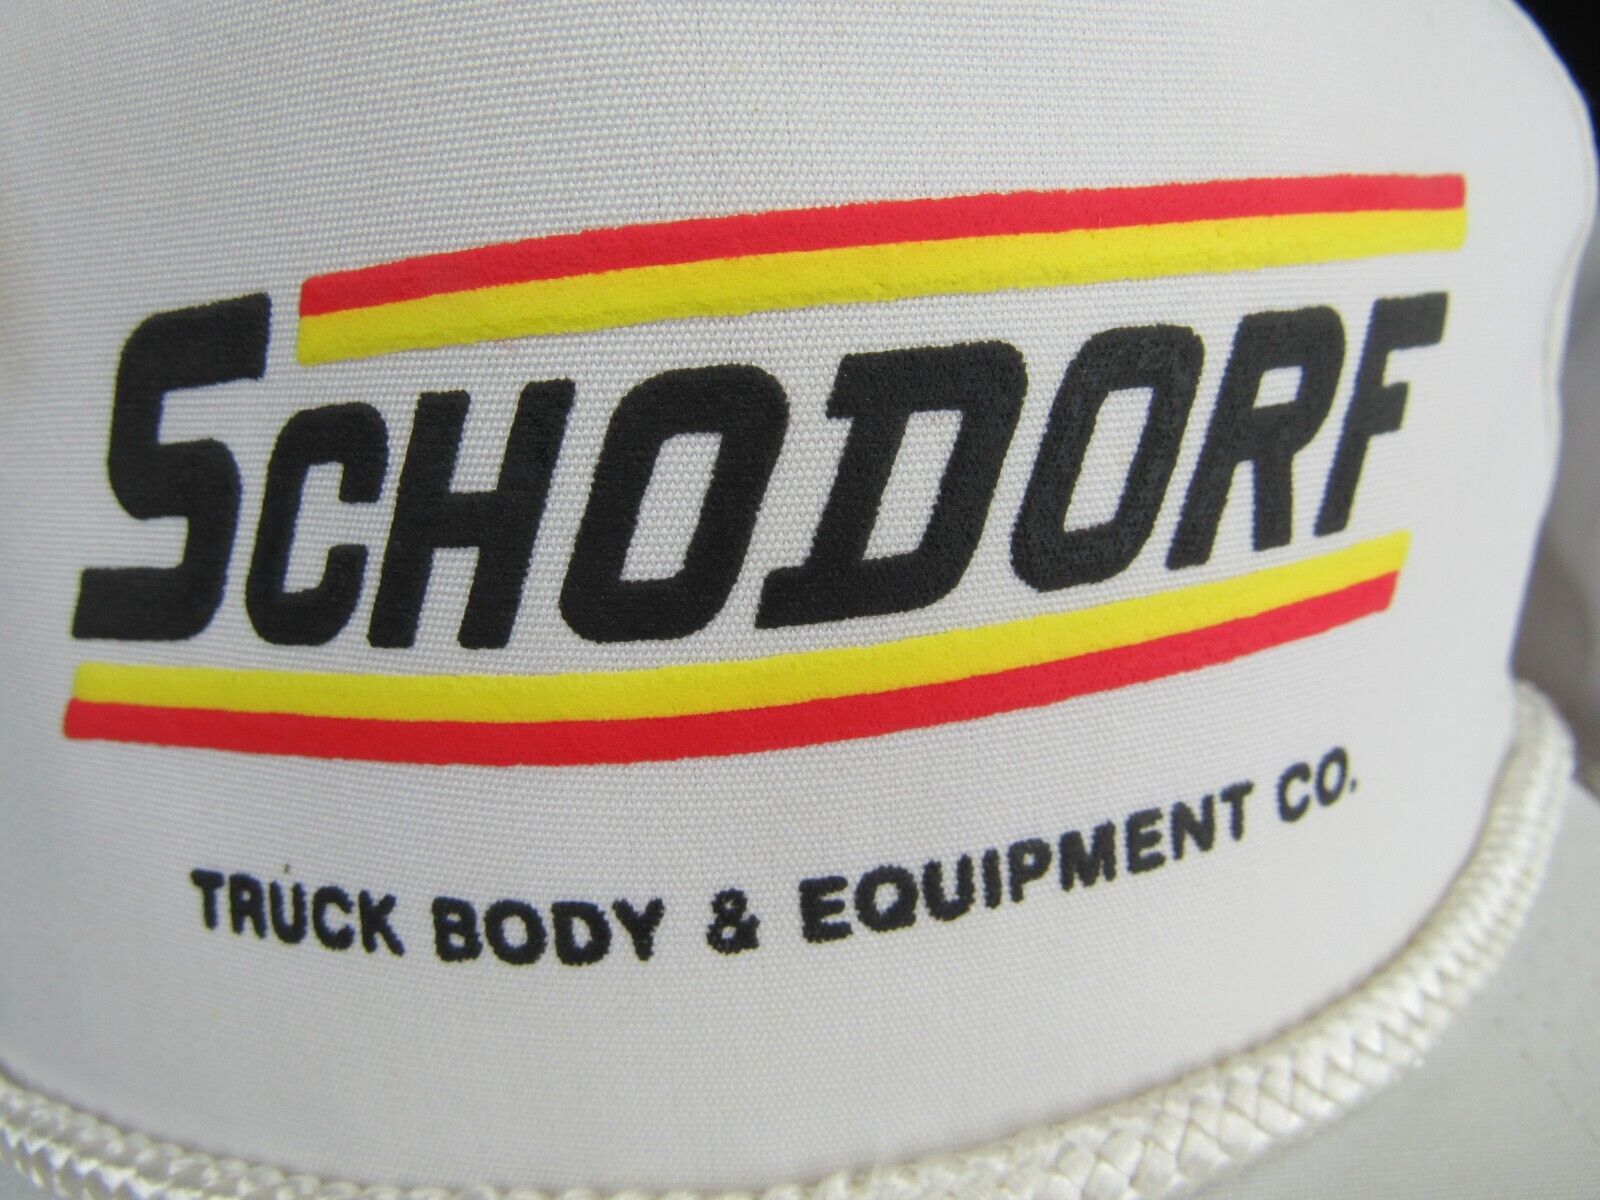 SCHODORF
TRUCK BODY & EQUIPMENT CO.